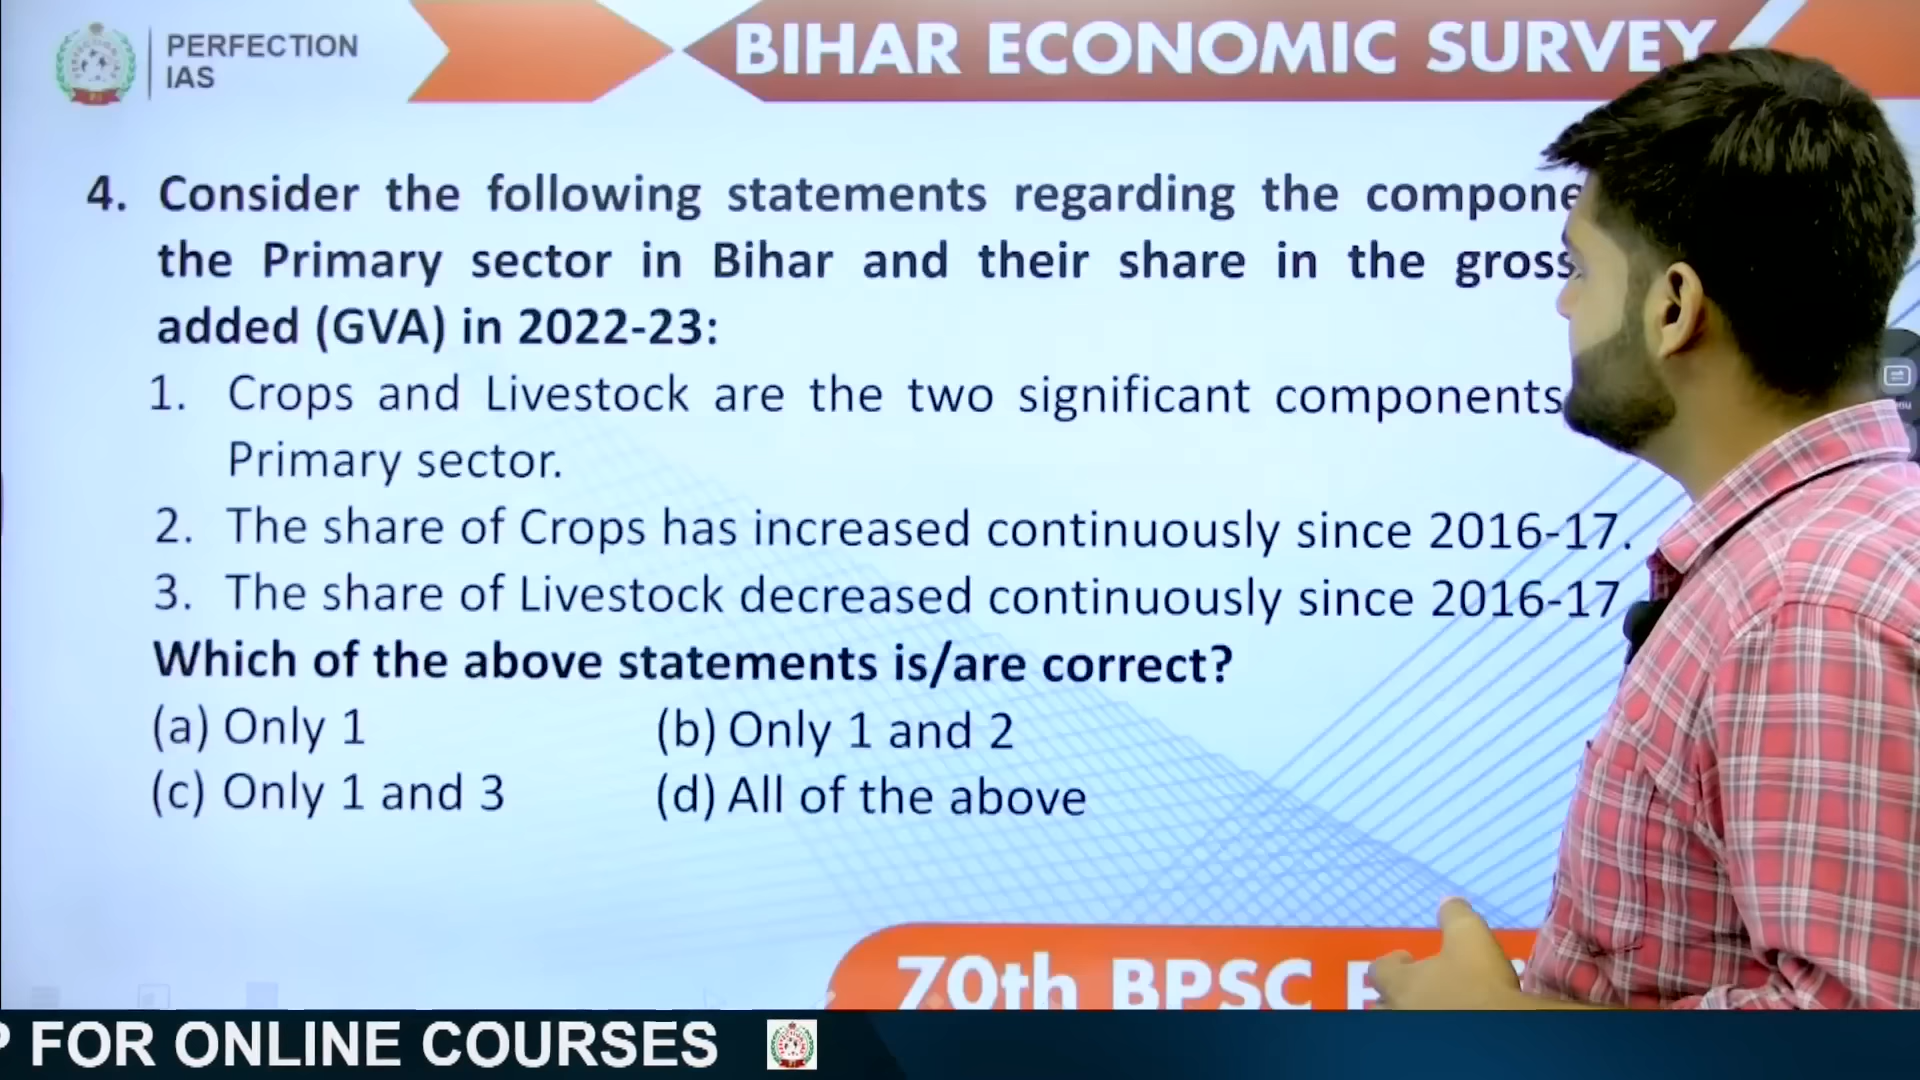 PERFECTION
IAS
BIHAR ECONOMIC SURVEY
4. Consider the following statements regarding the compone
the Primary sector in Bihar and their share in the gross
added (GVA) in 2022-23:
1. Crops and Livestock are the two significant components
Primary sector.
2. The share of Crops has increased continuously since 2016-17.
3. The share of Livestock decreased continuously since 2016-17
Which of the above statements is/are correct?
(a) Only 1 (b) Only 1 and 2
(c) Only 1 and 3 (d) All of the above
70th BPSC
FOR ONLINE COURSES